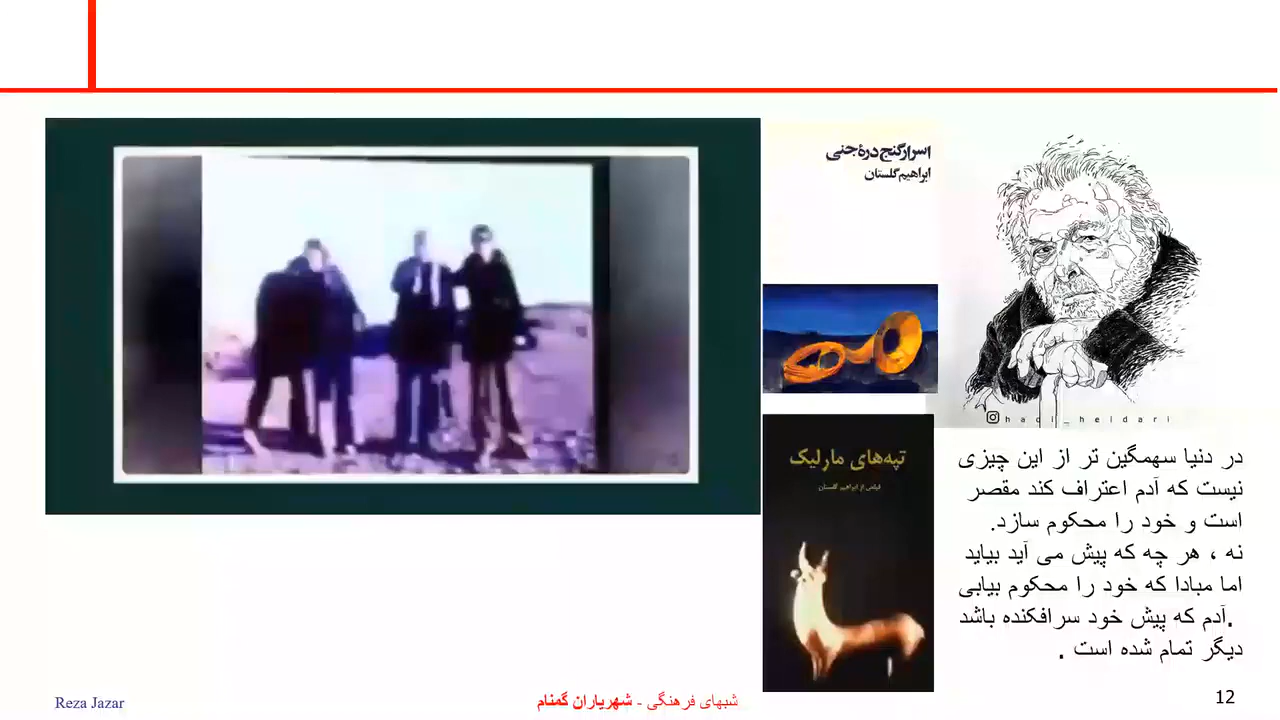 اسرار گنج دره جنی
ابراهیم گلستان
hadi_heidari
تپه‌های مارلیک
فیلمی از ابراهیم گلستان
در دنیا سهمگین تر از این چیزی
نیست که آدم اعتراف کند مقصر
است و خود را محکوم سازد.
نه ، هر چه که پیش می آید بیاید
اما مبادا که خود را محکوم بیابی
.آدم که پیش خود سرافکنده باشد
دیگر تمام شده است .
Reza Jazar
شبهای فرهنگی - شهریاران گمنام
12